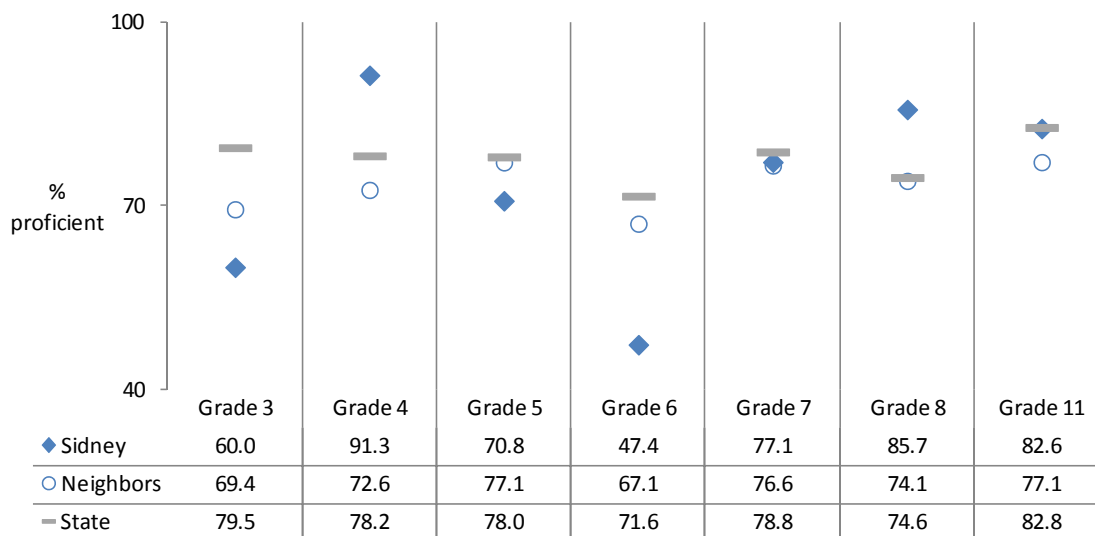 100
%
proficient
70
40
Grade 3 Grade 4 Grade 5 Grade 6 Grade 7 Grade 8 Grade 11
Sidney 60.0 91.3 70.8 47.4 77.1 85.7 82.6
Neighbors 69.4 72.6 77.1 67.1 76.6 74.1 77.1
State 79.5 78.2 78.0 71.6 78.8 74.6 82.8